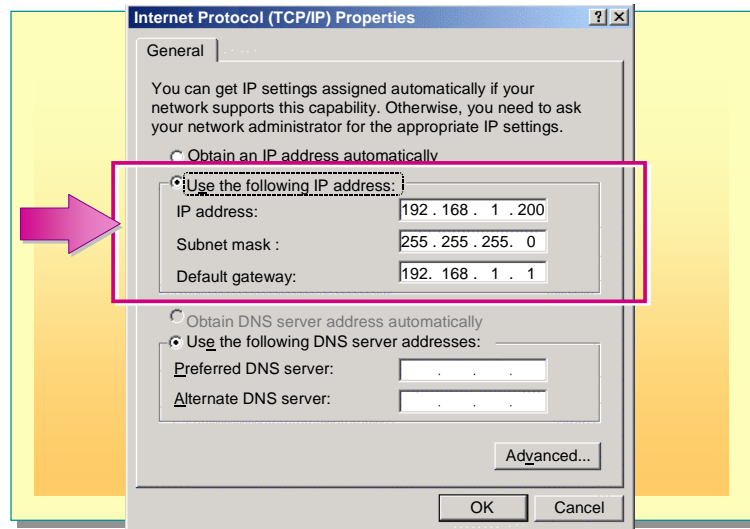 Internet Protocol (TCP/IP) Properties
General
You can get IP settings assigned automatically if your
network supports this capability. Otherwise, you need to ask
your network administrator for the appropriate IP settings.
Obtain an IP address automatically
Use the following IP address:
IP address: 192 . 168 . 1 . 200
Subnet mask : 255 . 255 . 255. 0
Default gateway: 192. 168 . 1 . 1
Obtain DNS server address automatically
Use the following DNS server addresses:
Preferred DNS server: . . .
Alternate DNS server: . . .
Advanced...
OK Cancel